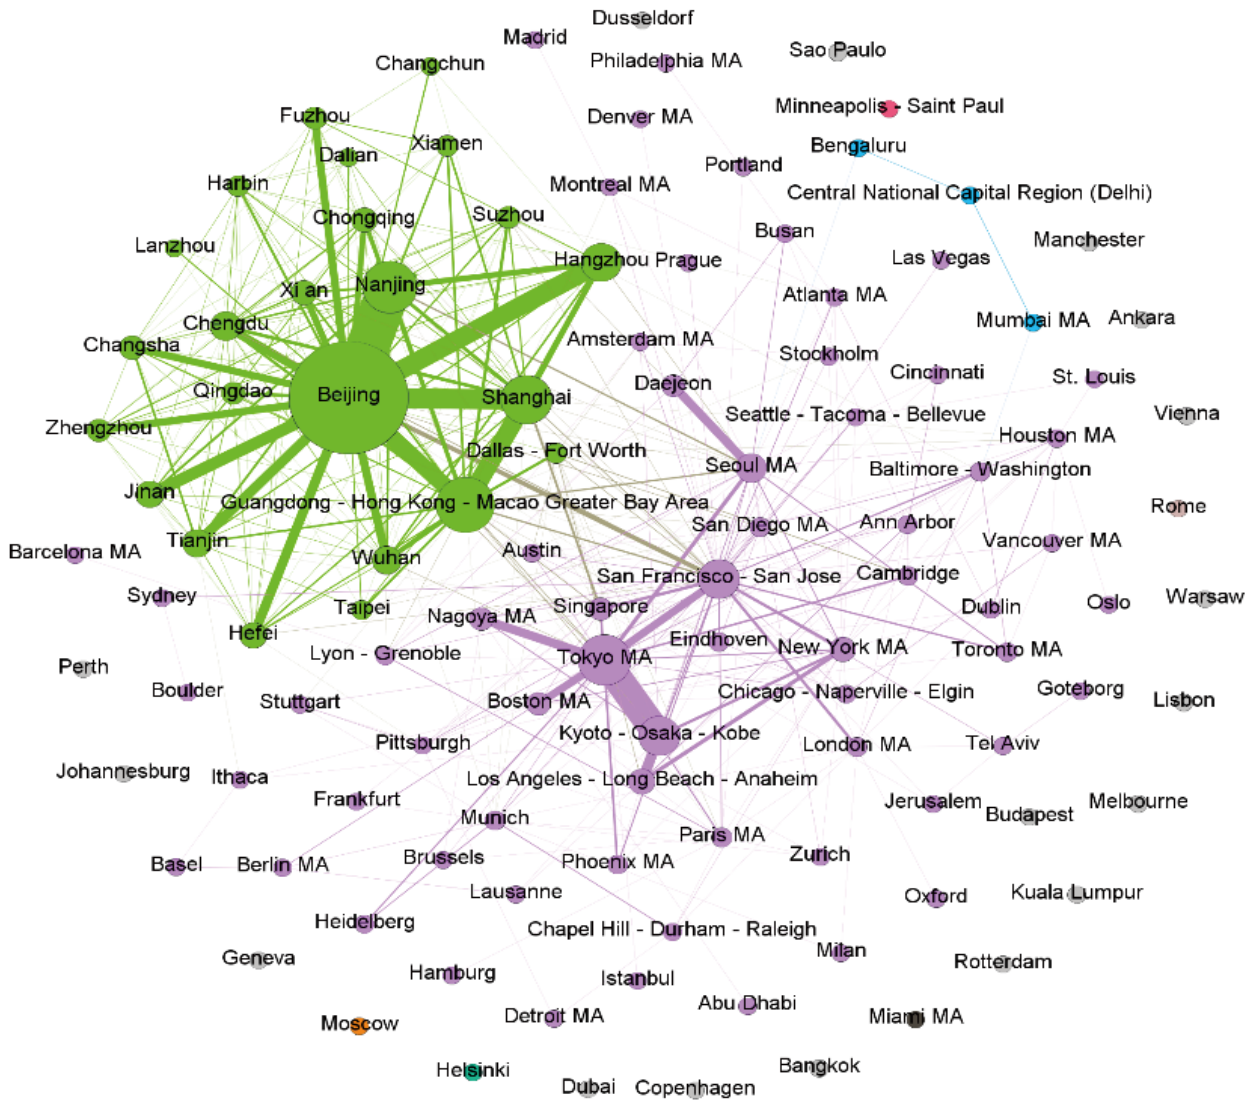 Dusseldorf
Madrid
Sao Paulo
Philadelphia MA
Changchun
Minneapolis - Saint Paul
Fuzhou
Denver MA
Xiamen
Bengaluru
Dalian
Portland
Harbin
Montreal MA
Central National Capital Region (Delhi)
Chongqing
Suzhou
Busan
Manchester
Lanzhou
Hangzhou
Prague
Las Vegas
Nanjing
Xi an
Atlanta MA
Chengdu
Mumbai MA
Ankara
Changsha
Amsterdam MA
Stockholm
Cincinnati
St. Louis
Daejeon
Qingdao
Beijing
Shanghai
Seattle - Tacoma - Bellevue
Vienna
Zhengzhou
Houston MA
Dallas - Fort Worth
Seoul MA
Baltimore - Washington
Jinan
Guangdong - Hong Kong - Macao Greater Bay Area
Rome
San Diego MA
Ann Arbor
Tianjin
Vancouver MA
Barcelona MA
Wuhan
Austin
San Francisco - San Jose
Cambridge
Sydney
Taipei
Singapore
Dublin
Oslo
Warsaw
Nagoya MA
Hefei
Eindhoven
Lyon - Grenoble
Tokyo MA
New York MA
Toronto MA
Perth
Boulder
Stuttgart
Boston MA
Chicago - Naperville - Elgin
Goteborg
Lisbon
Kyoto - Osaka - Kobe
Pittsburgh
London MA
Tel Aviv
Johannesburg
Ithaca
Los Angeles - Long Beach - Anaheim
Frankfurt
Jerusalem
Melbourne
Munich
Budapest
Paris MA
Basel
Berlin MA
Brussels
Phoenix MA
Zurich
Lausanne
Oxford
Kuala Lumpur
Heidelberg
Chapel Hill - Durham - Raleigh
Geneva
Milan
Rotterdam
Hamburg
Istanbul
Abu Dhabi
Moscow
Detroit MA
Miami MA
Helsinki
Bangkok
Dubai
Copenhagen